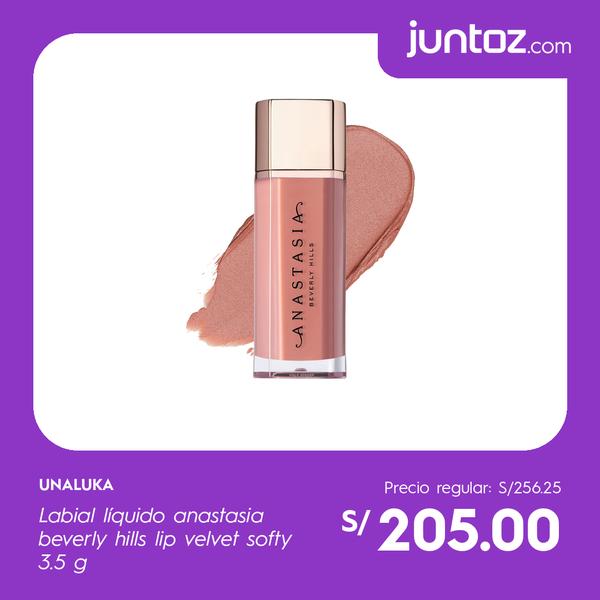 juntoz.com
ANASTASIA
BEVERLY HILLS
UNALUKA
Labial líquido anastasia
beverly hills lip velvet softy
3.5 g
Precio regular: S/256.25
S/205.00